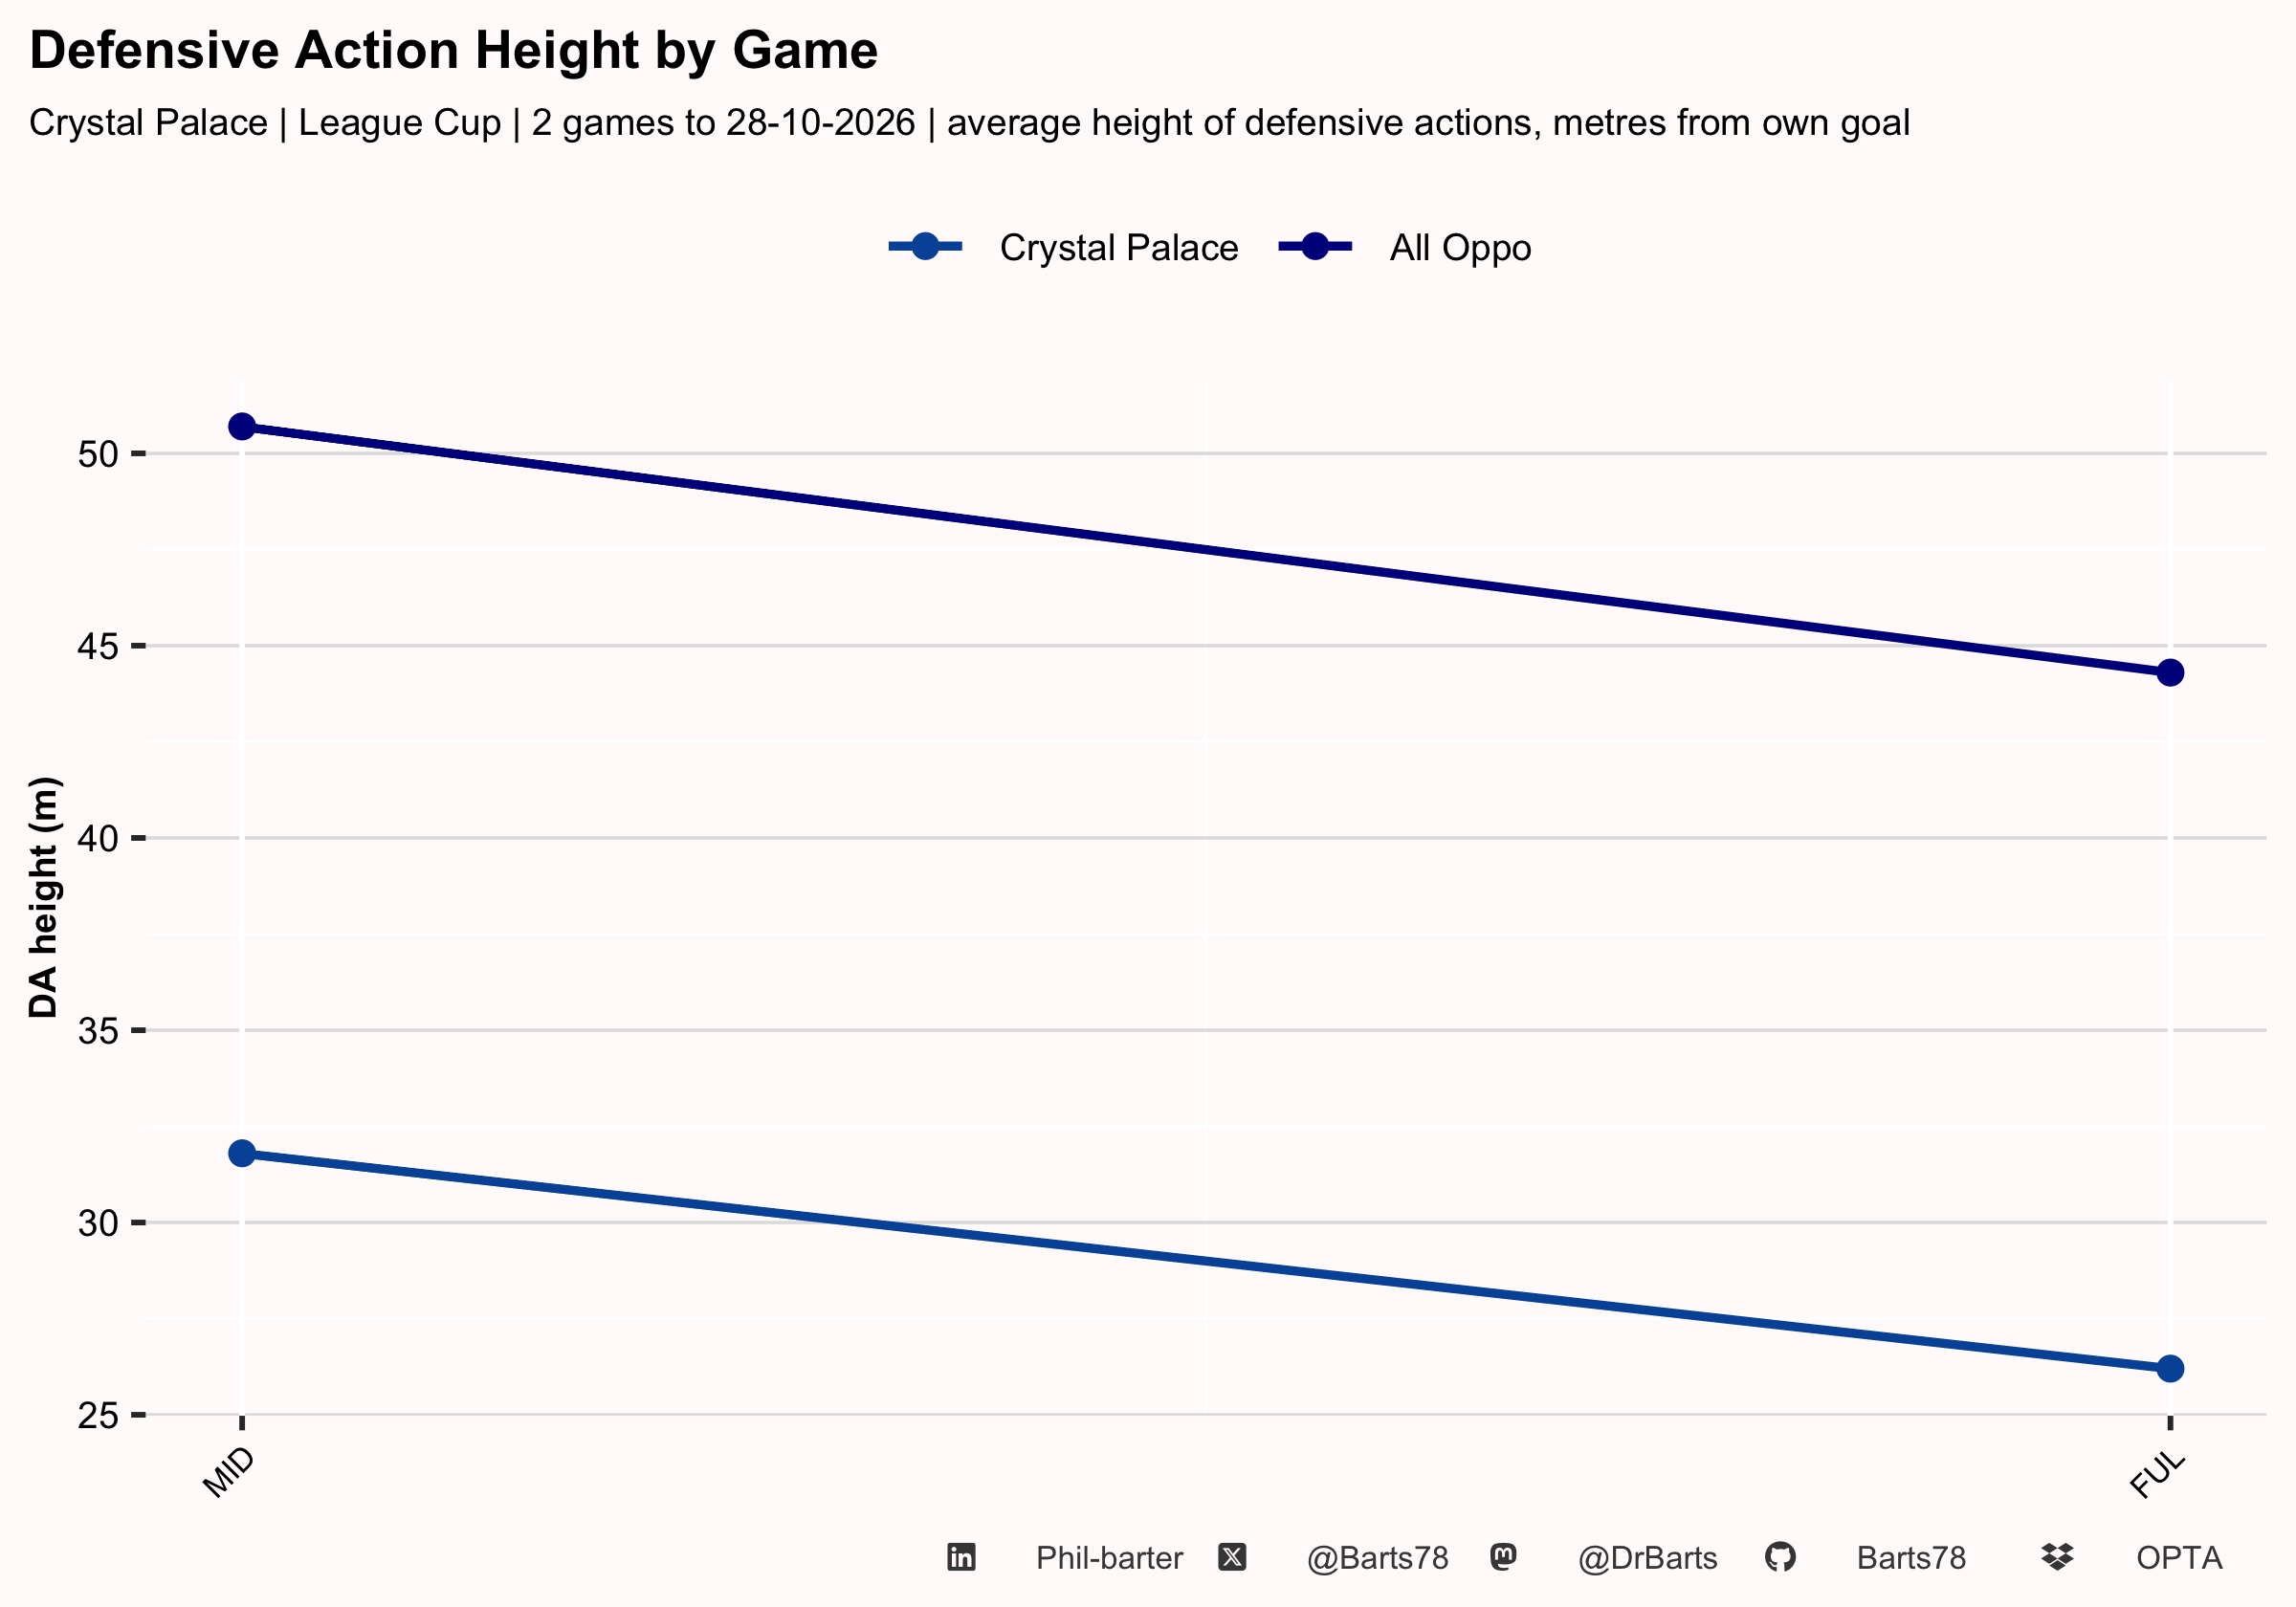 Defensive Action Height by Game
Crystal Palace | League Cup | 2 games to 28-10-2026 | average height of defensive actions, metres from own goal
Crystal Palace All Oppo
DA height (m)
50
45
40
35
30
25
MID FUL
Phil-barter @Barts78 @DrBarts Barts78 OPTA